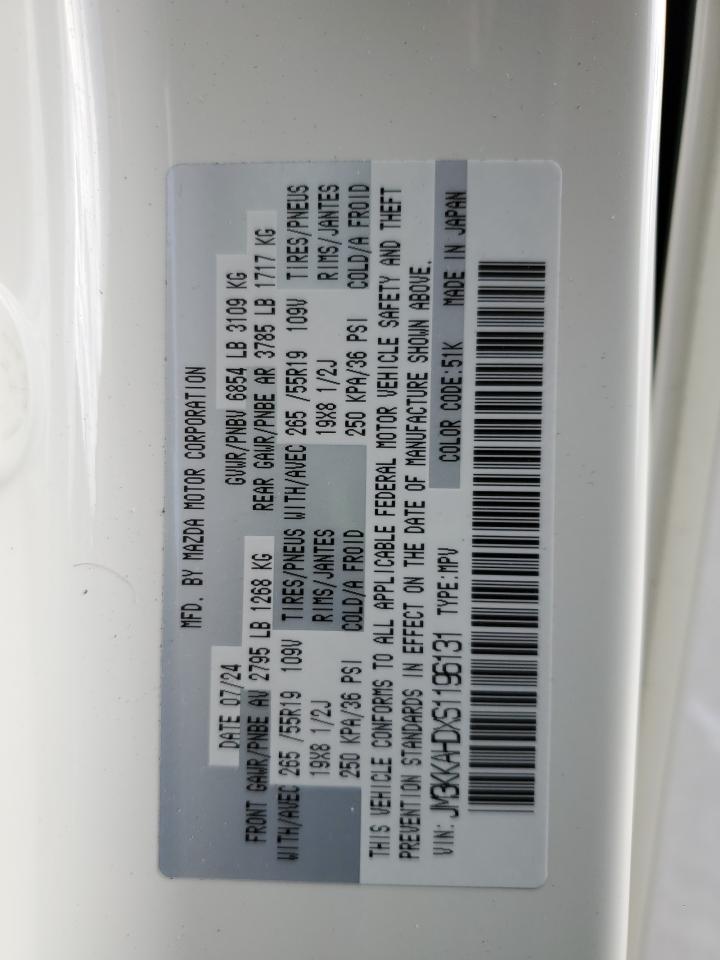 MFD. BY MAZDA MOTOR CORPORATION
DATE 07/24 GVWR/PNBV 6854 LB 3109 KG
FRONT GAWR/PNBE AV 2795 LB 1268 KG REAR GAWR/PNBE AR 3785 LB 1717 KG
WITH/AVEC 265 /55R19 109V TIRES/PNEUS WITH/AVEC 265 /55R19 109V TIRES/PNEUS
19X8 1/2J RIMS/JANTES 19X8 1/2J RIMS/JANTES
250 KPA/36 PSI COLD/A FROID 250 KPA/36 PSI COLD/A FROID
THIS VEHICLE CONFORMS TO ALL APPLICABLE FEDERAL MOTOR VEHICLE SAFETY AND THEFT
PREVENTION STANDARDS IN EFFECT ON THE DATE OF MANUFACTURE SHOWN ABOVE.
VIN: JM3KKAHDXS1196131 TYPE:MPV COLOR CODE:51K MADE IN JAPAN